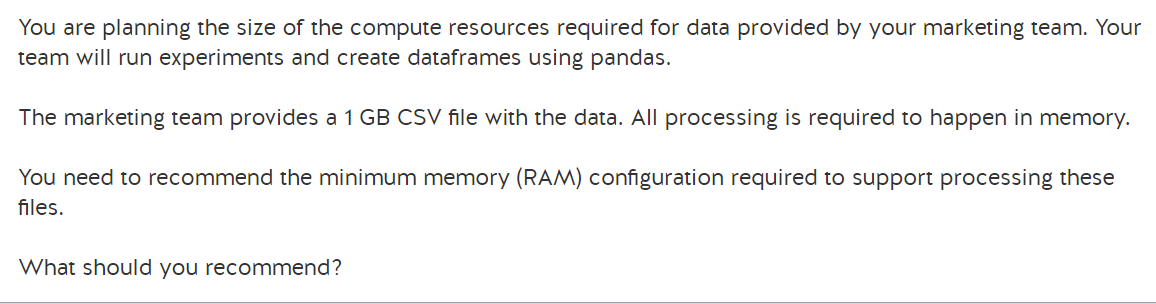 You are planning the size of the compute resources required for data provided by your marketing team. Your
team will run experiments and create dataframes using pandas.
The marketing team provides a 1 GB CSV file with the data. All processing is required to happen in memory.
You need to recommend the minimum memory (RAM) configuration required to support processing these
files.
What should you recommend?